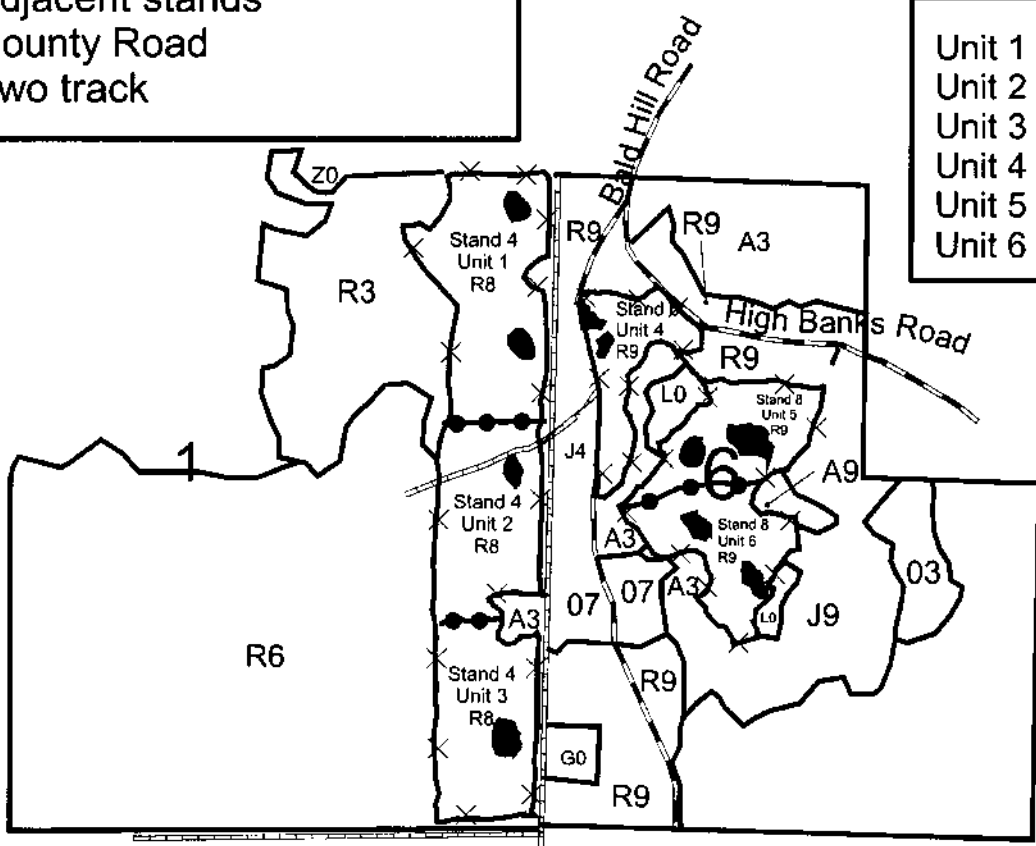 djacent stands
ounty Road
wo track
Unit 1
Unit 2
Unit 3
Unit 4
Unit 5
Unit 6
Bald Hill Road
Z0
R9
R9
A3
Stand 4
Unit 1
R8
R3
Stand
Unit 4
R9
High Banks Road
R9
7
L0
Stand 8
Unit 5
R9
1
J4
6
A9
Stand 4
Unit 2
R8
Stand 8
Unit 6
R9
A3
03
07
07
A3
A3
L0
J9
R6
Stand 4
Unit 3
R8
R9
G0
R9